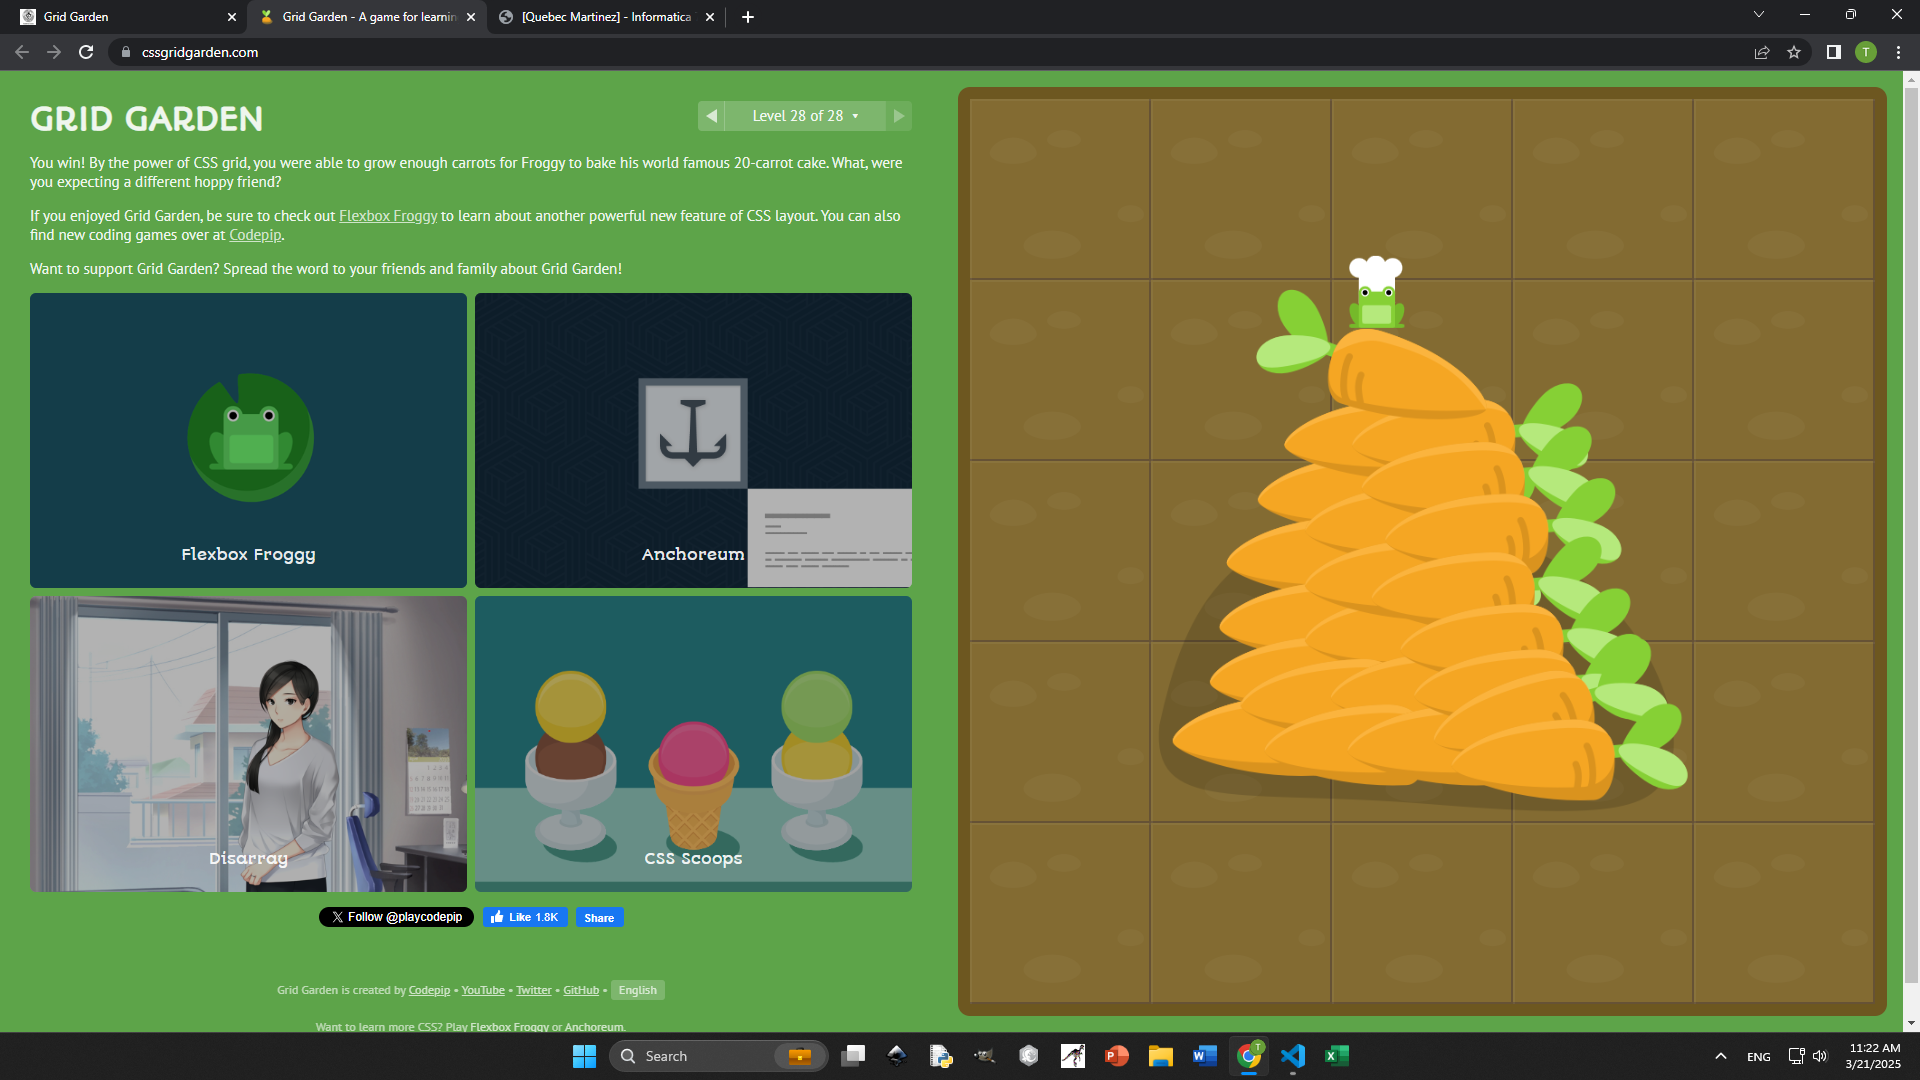 Grid Garden
Grid Garden - A game for learnin
[Quebec Martinez] - Informatica
cssgridgarden.com
T
GRID GARDEN
Level 28 of 28
You win! By the power of CSS grid, you were able to grow enough carrots for Froggy to bake his world famous 20-carrot cake. What, were
you expecting a different hoppy friend?
If you enjoyed Grid Garden, be sure to check out Flexbox Froggy to learn about another powerful new feature of CSS layout. You can also
find new coding games over at Codepip.
Want to support Grid Garden? Spread the word to your friends and family about Grid Garden!
Flexbox Froggy
Anchoreum
Disarray
CSS Scoops
Follow @playcodepip
Like 1.8K
Share
Grid Garden is created by Codepip • YouTube • Twitter • GitHub •
English
Want to learn more CSS? Play Flexbox Froggy or Anchoreum.
Search
ENG
11:22 AM
3/21/2025